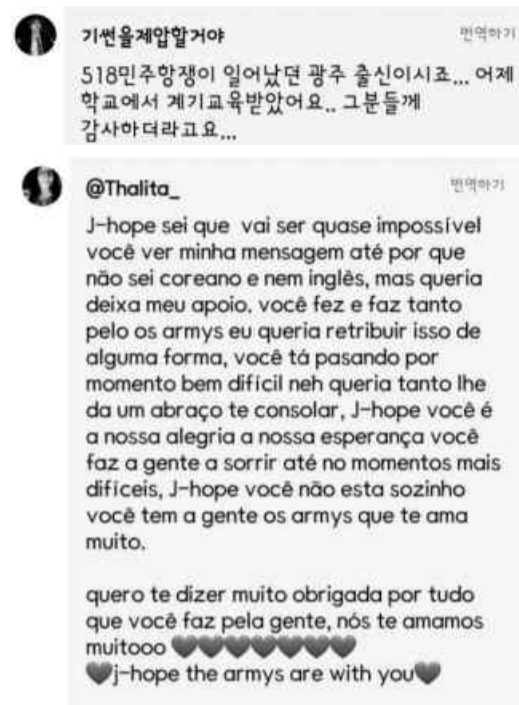 기썬을제압할거야
번역하기
518민주항쟁이 일어났던 광주 출신이시죠... 어제
학교에서 계기교육받았어요.. 그분들께
감사하더라고요...
@Thalita_
번역하기
J-hope sei que vai ser quase impossível
você ver minha mensagem até por que
não sei coreano e nem inglês, mas queria
deixa meu apoio. você fez e faz tanto
pelo os armys eu queria retribuir isso de
alguma forma, você tá pasando por
momento bem difícil neh queria tanto lhe
da um abraço te consolar, J-hope você é
a nossa alegria a nossa esperança você
faz a gente a sorrir até no momentos mais
difíceis, J-hope você não esta sozinho
você tem a gente os armys que te ama
muito.
quero te dizer muito obrigada por tudo
que você faz pela gente, nós te amamos
muitooo 🖤🖤🖤🖤🖤🖤🖤
🖤j-hope the armys are with you🖤